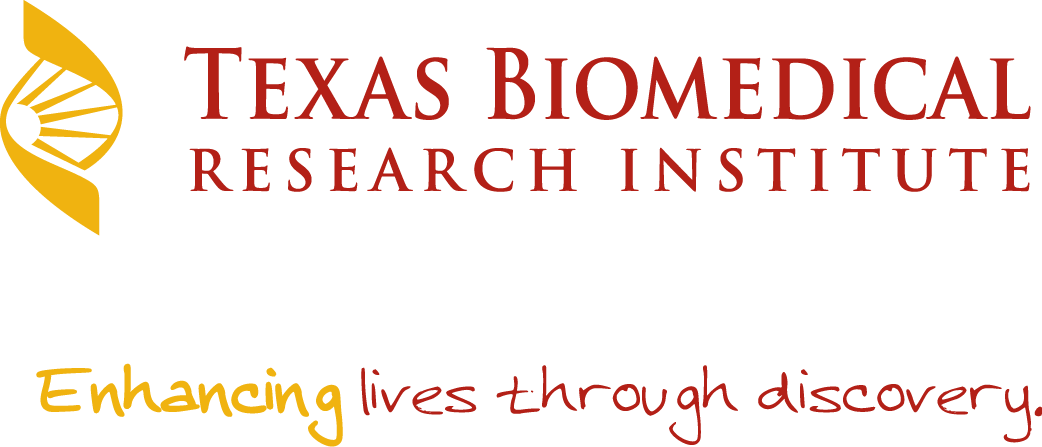 TEXAS BIOMEDICAL
RESEARCH INSTITUTE
Enhancing lives through discovery.